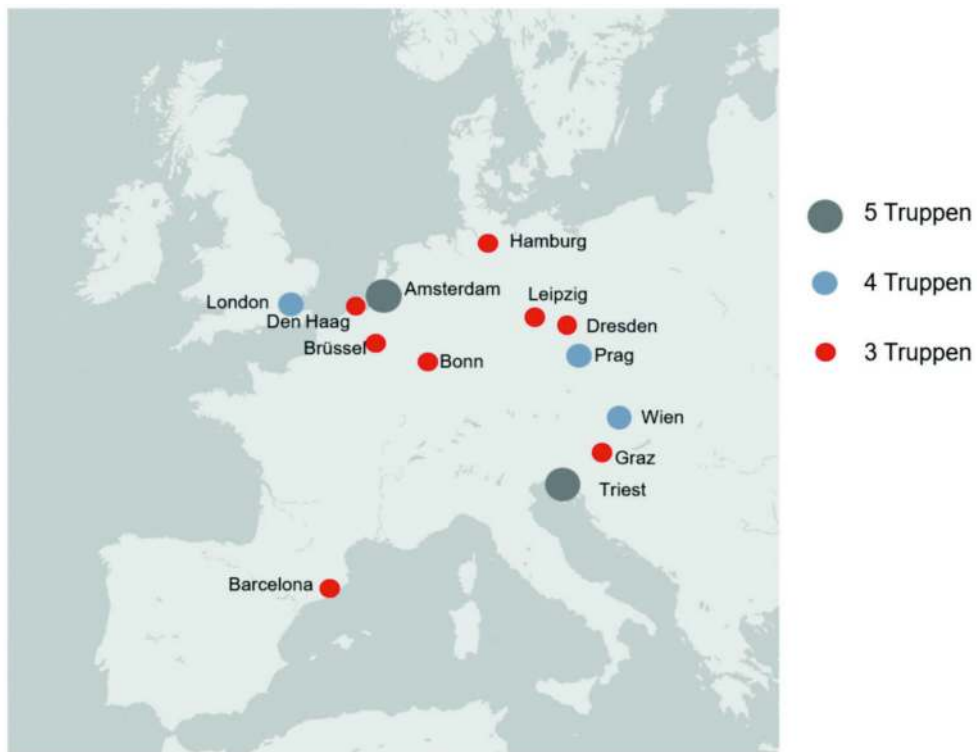 Hamburg
Amsterdam
London
Den Haag
Leipzig
Dresden
Brüssel
Bonn
Prag
Wien
Graz
Triest
Barcelona
5 Truppen
4 Truppen
3 Truppen